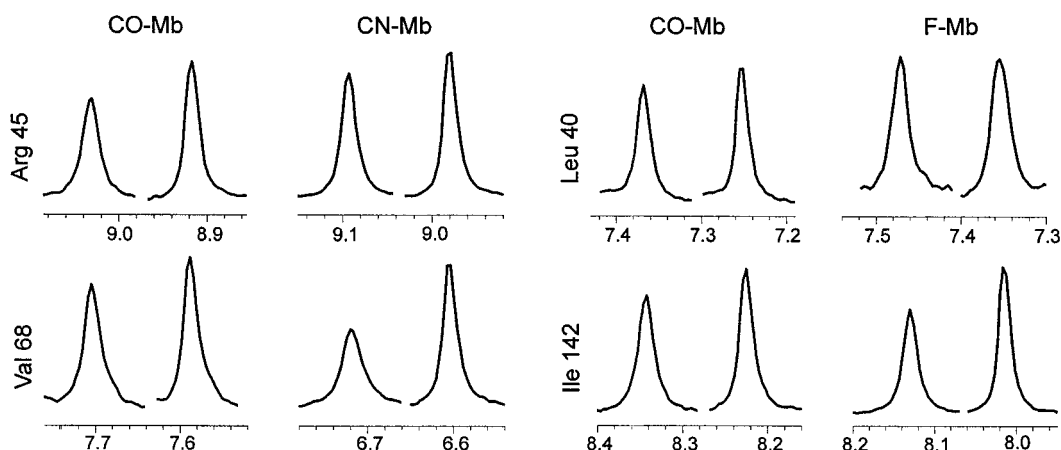 CO-Mb CN-Mb CO-Mb F-Mb
Arg 45
Leu 40
9.0 8.9 9.1 9.0 7.4 7.3 7.2 7.5 7.4 7.3
Val 68
Ile 142
7.7 7.6 6.7 6.6 8.4 8.3 8.2 8.2 8.1 8.0